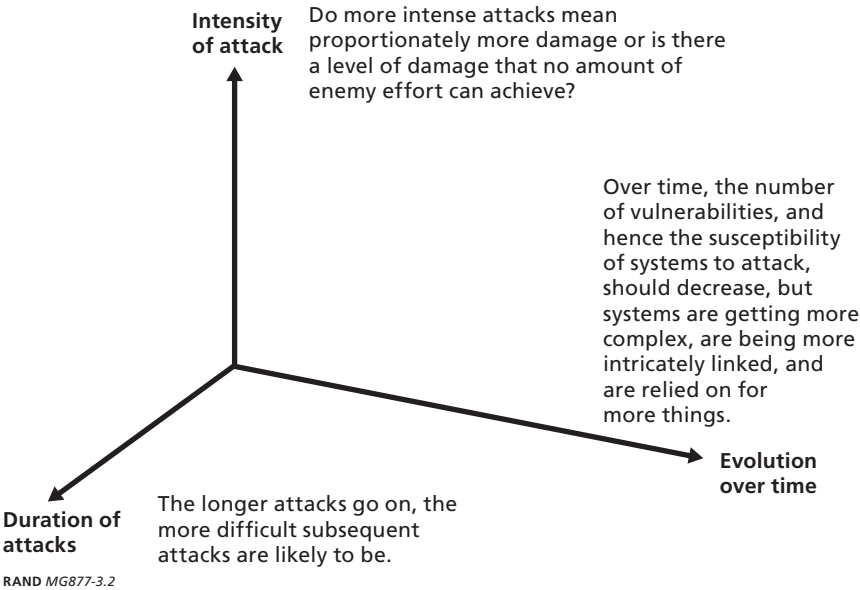 Intensity
of attack
Do more intense attacks mean
proportionately more damage or is there
a level of damage that no amount of
enemy effort can achieve?
Over time, the number
of vulnerabilities, and
hence the susceptibility
of systems to attack,
should decrease, but
systems are getting more
complex, are being more
intricately linked, and
are relied on for
more things.
Evolution
over time
Duration of
attacks
The longer attacks go on, the
more difficult subsequent
attacks are likely to be.
RAND MG877-3.2